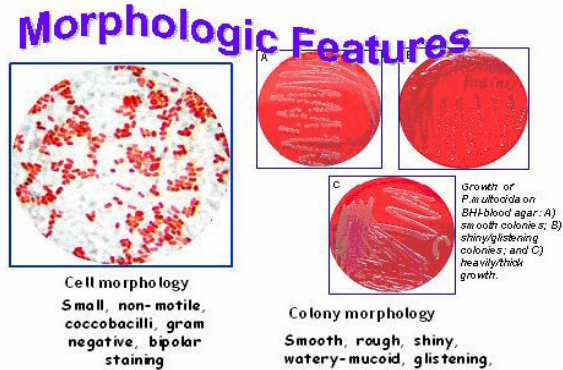 Morphologic Features
A
B
C
Growth of
P.multocida on
BHI-blood agar: A)
smooth colonies; B)
shiny/glistening
colonies; and C)
heavily/thick
growth.
Cell morphology
Small, non-motile,
coccobacilli, gram
negative, bipolar
staining
Colony morphology
Smooth, rough, shiny,
watery-mucoid, glistening,